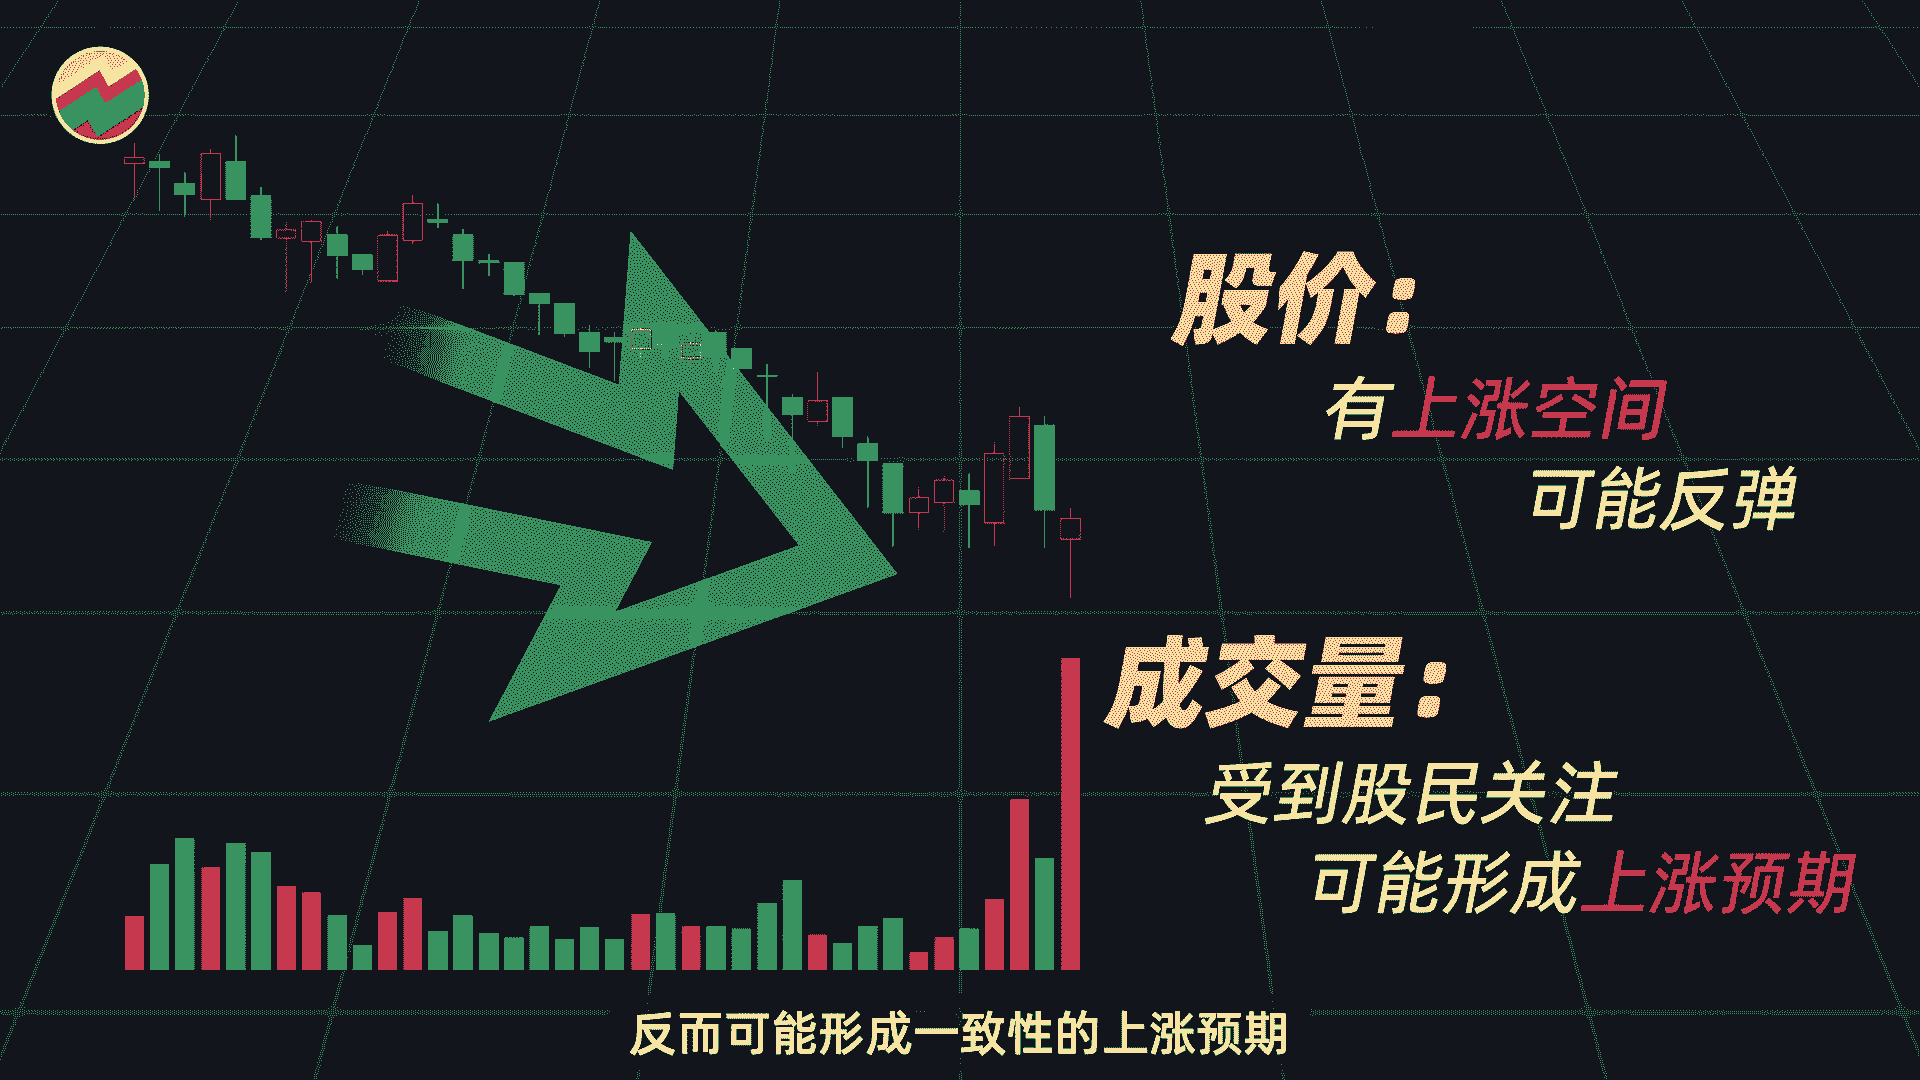 股价：
有上涨空间
可能反弹
成交量：
受到股民关注
可能形成上涨预期
反而可能形成一致性的上涨预期